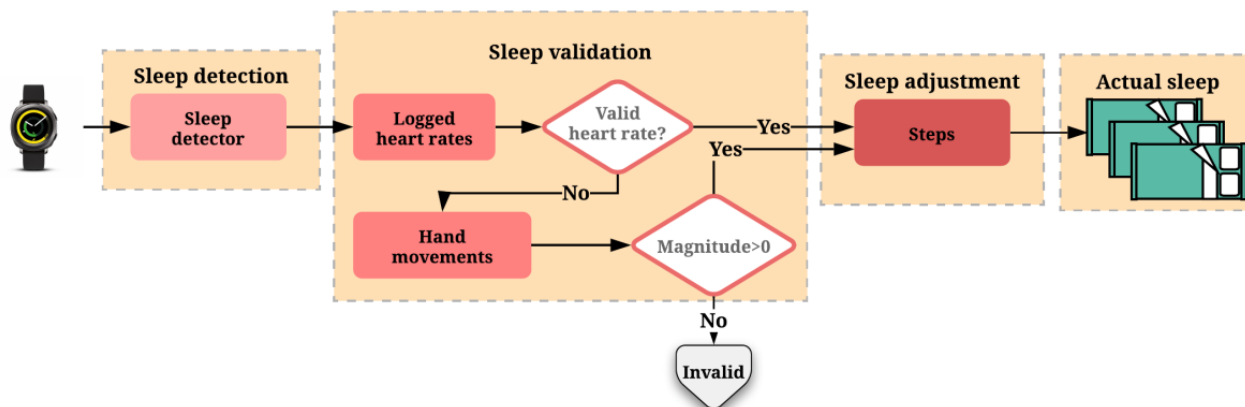 Sleep detection
Sleep
detector
Sleep validation
Logged
heart rates
Valid
heart rate?
Yes
No
Hand
movements
Magnitude>0
Yes
No
Invalid
Sleep adjustment
Steps
Actual sleep